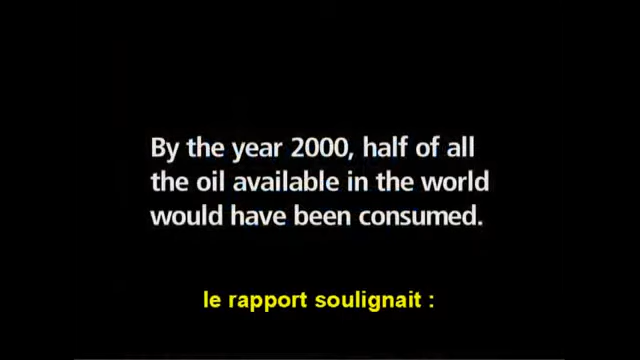 By the year 2000, half of all
the oil available in the world
would have been consumed.
le rapport soulignait :